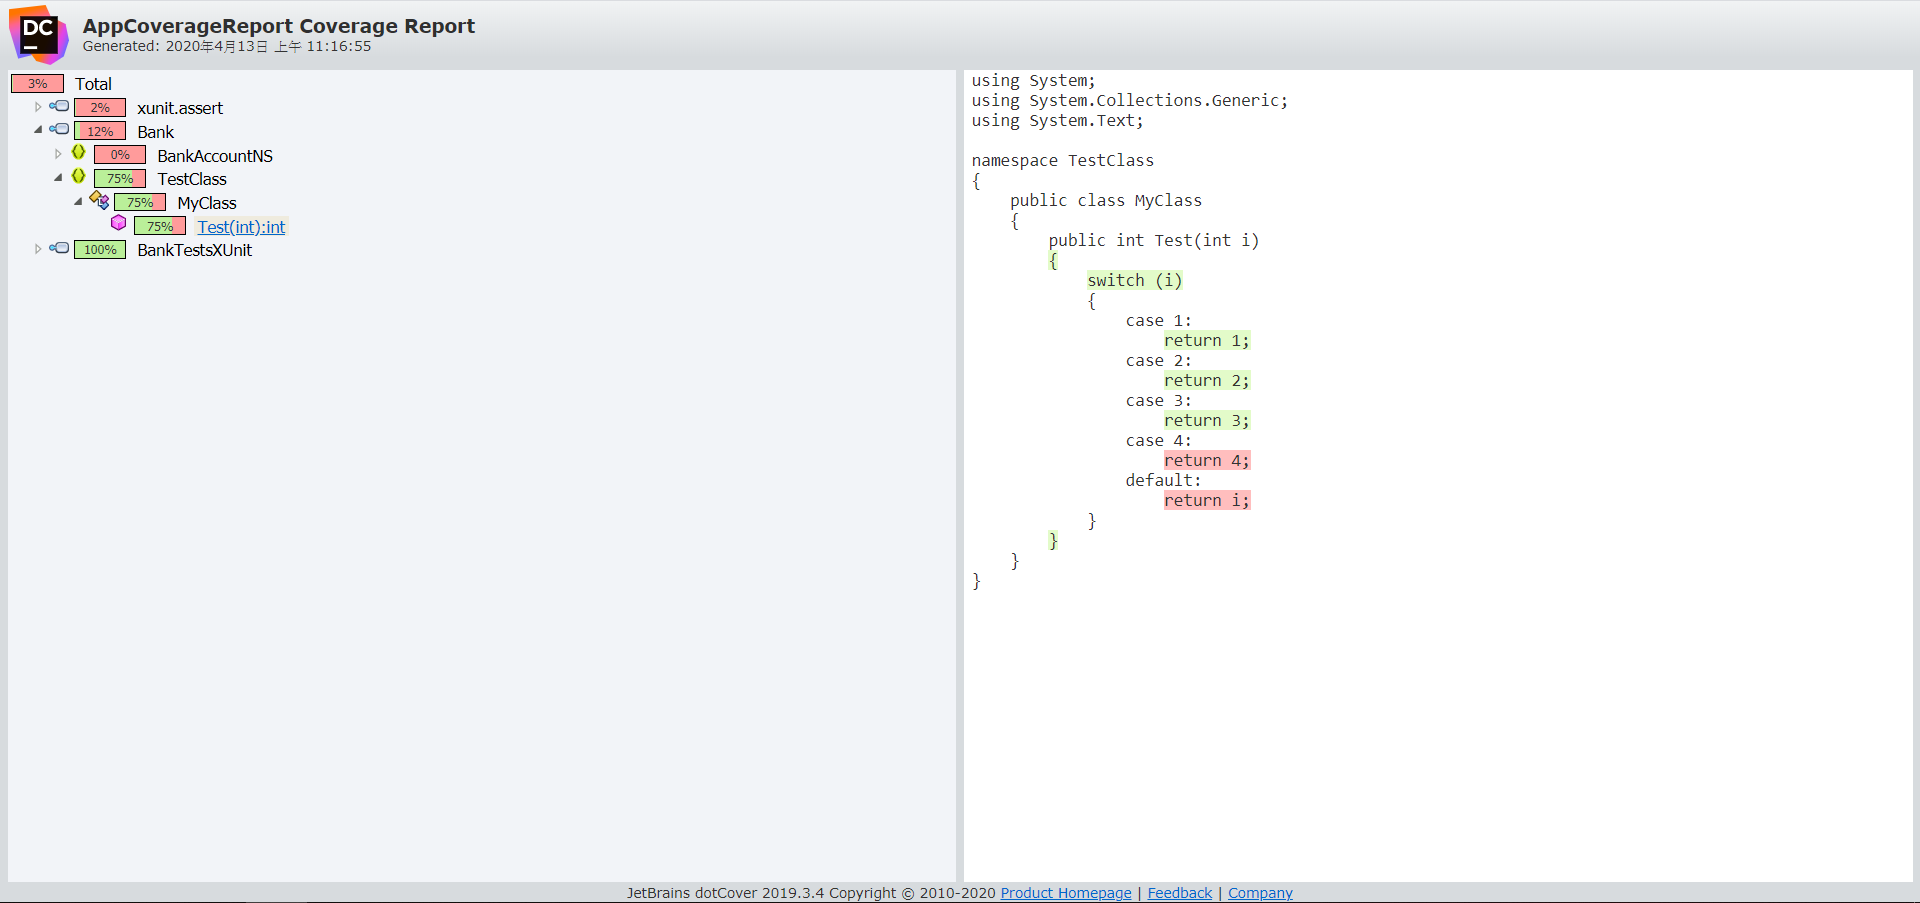 DC
AppCoverageReport Coverage Report
Generated: 2020年4月13日 上午 11:16:55
3% Total
2% xunit.assert
12% Bank
0% BankAccountNS
75% TestClass
75% MyClass
75% Test(int):int
100% BankTestsXUnit
using System;
using System.Collections.Generic;
using System.Text;
namespace TestClass
{
    public class MyClass
    {
        public int Test(int i)
        {
            switch (i)
            {
                case 1:
                    return 1;
                case 2:
                    return 2;
                case 3:
                    return 3;
                case 4:
                    return 4;
                default:
                    return i;
            }
        }
    }
}
JetBrains dotCover 2019.3.4 Copyright © 2010-2020 Product Homepage | Feedback | Company